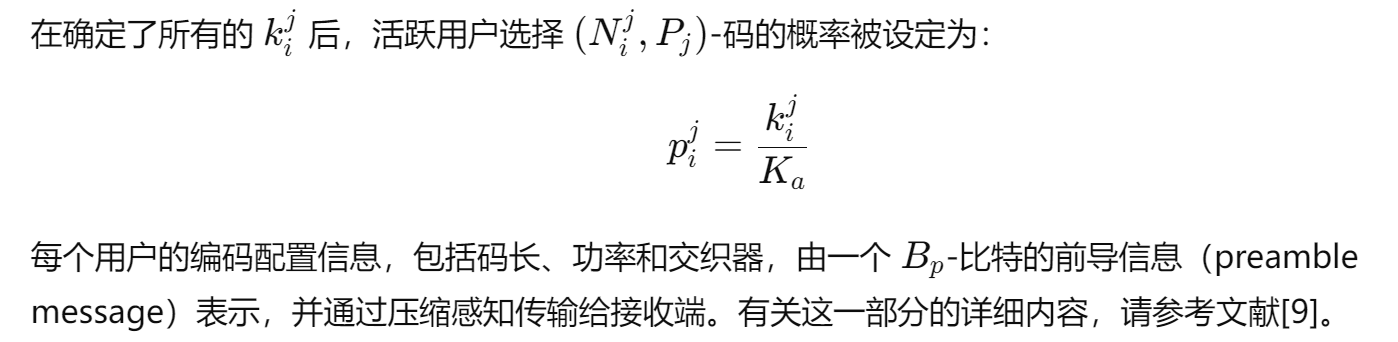 在确定了所有的 $k_i^j$ 后，活跃用户选择 $(N_i^j, P_j)$-码的概率被设定为：
$p_i^j = \frac{k_i^j}{K_a}$
每个用户的编码配置信息，包括码长、功率和交织器，由一个 $B_p$-比特的前导信息（preamble
message）表示，并通过压缩感知传输给接收端。有关这一部分的详细内容，请参考文献[9]。